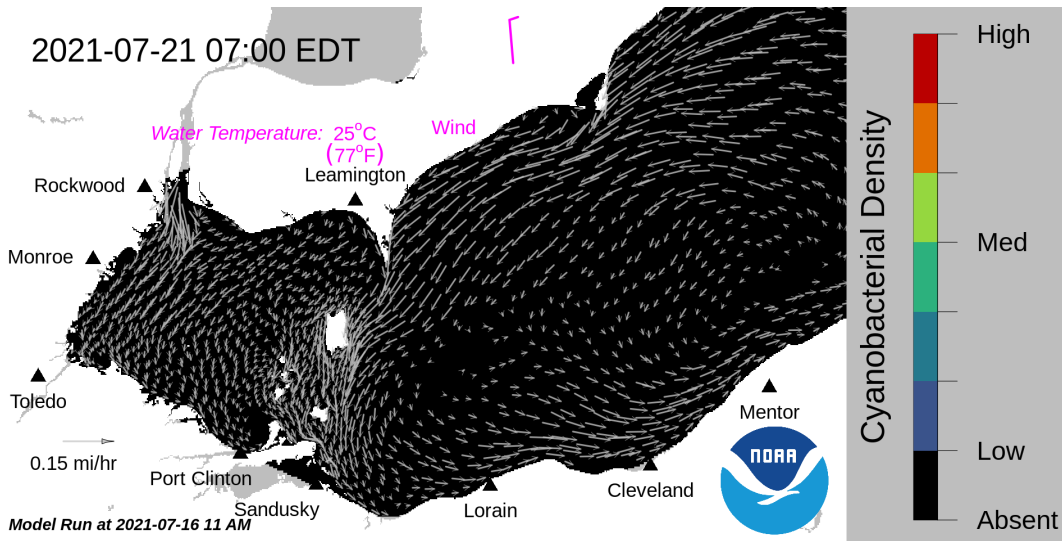 2021-07-21 07:00 EDT
Water Temperature: 25°C
(77°F)
Wind
Leamington
Rockwood
Monroe
Toledo
0.15 mi/hr
Port Clinton
Sandusky
Lorain
Cleveland
Mentor
NOAA
Model Run at 2021-07-16 11 AM
Cyanobacterial Density
High
Med
Low
Absent